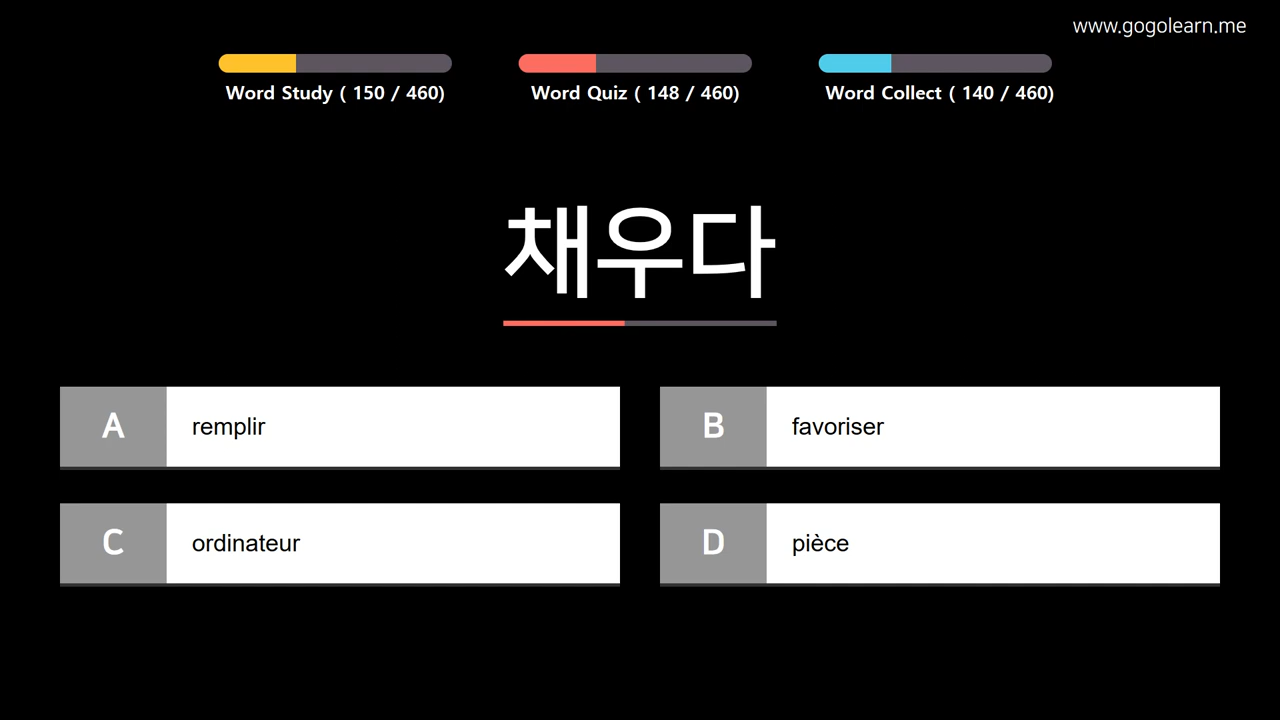 www.gogolearn.me
Word Study ( 150 / 460)
Word Quiz ( 148 / 460)
Word Collect ( 140 / 460)
채우다
A remplir
B favoriser
C ordinateur
D pièce